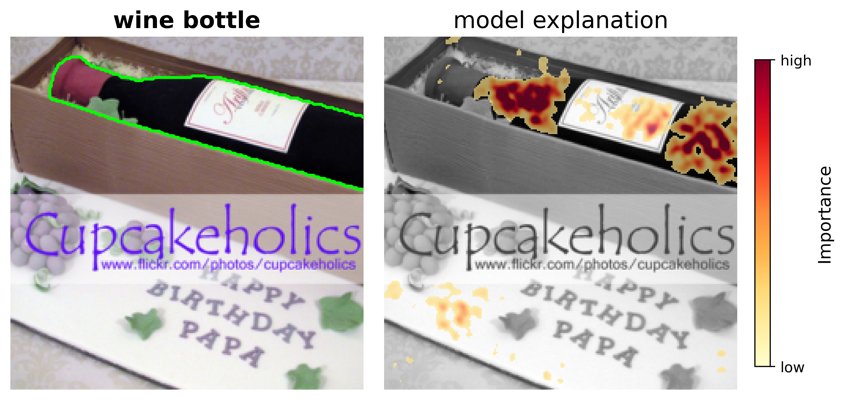 wine bottle
model explanation
high
Importance
low
Cupcakeholics
www.flickr.com/photos/cupcakeholics
HAPPY
BIRTHDAY
PAPA
Cupcakeholics
www.flickr.com/photos/cupcakeholics
HAPPY
BIRTHDAY
PAPA